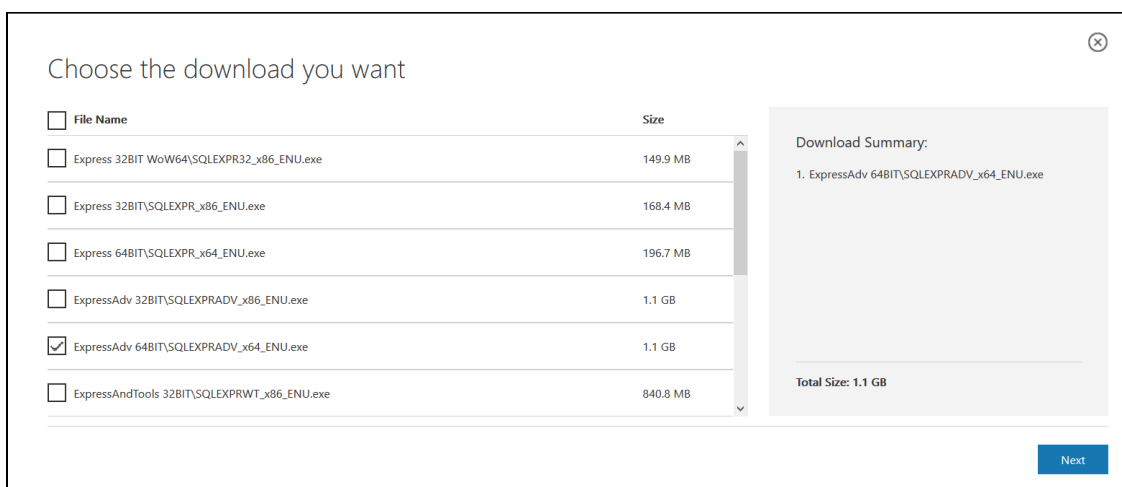 Choose the download you want
File Name Size
Express 32BIT WoW64\SQLEXPR32_x86_ENU.exe 149.9 MB
Express 32BIT\SQLEXPR_x86_ENU.exe 168.4 MB
Express 64BIT\SQLEXPR_x64_ENU.exe 196.7 MB
ExpressAdv 32BIT\SQLEXPRADV_x86_ENU.exe 1.1 GB
ExpressAdv 64BIT\SQLEXPRADV_x64_ENU.exe 1.1 GB
ExpressAndTools 32BIT\SQLEXPRWT_x86_ENU.exe 840.8 MB
Download Summary:
1. ExpressAdv 64BIT\SQLEXPRADV_x64_ENU.exe
Total Size: 1.1 GB
Next